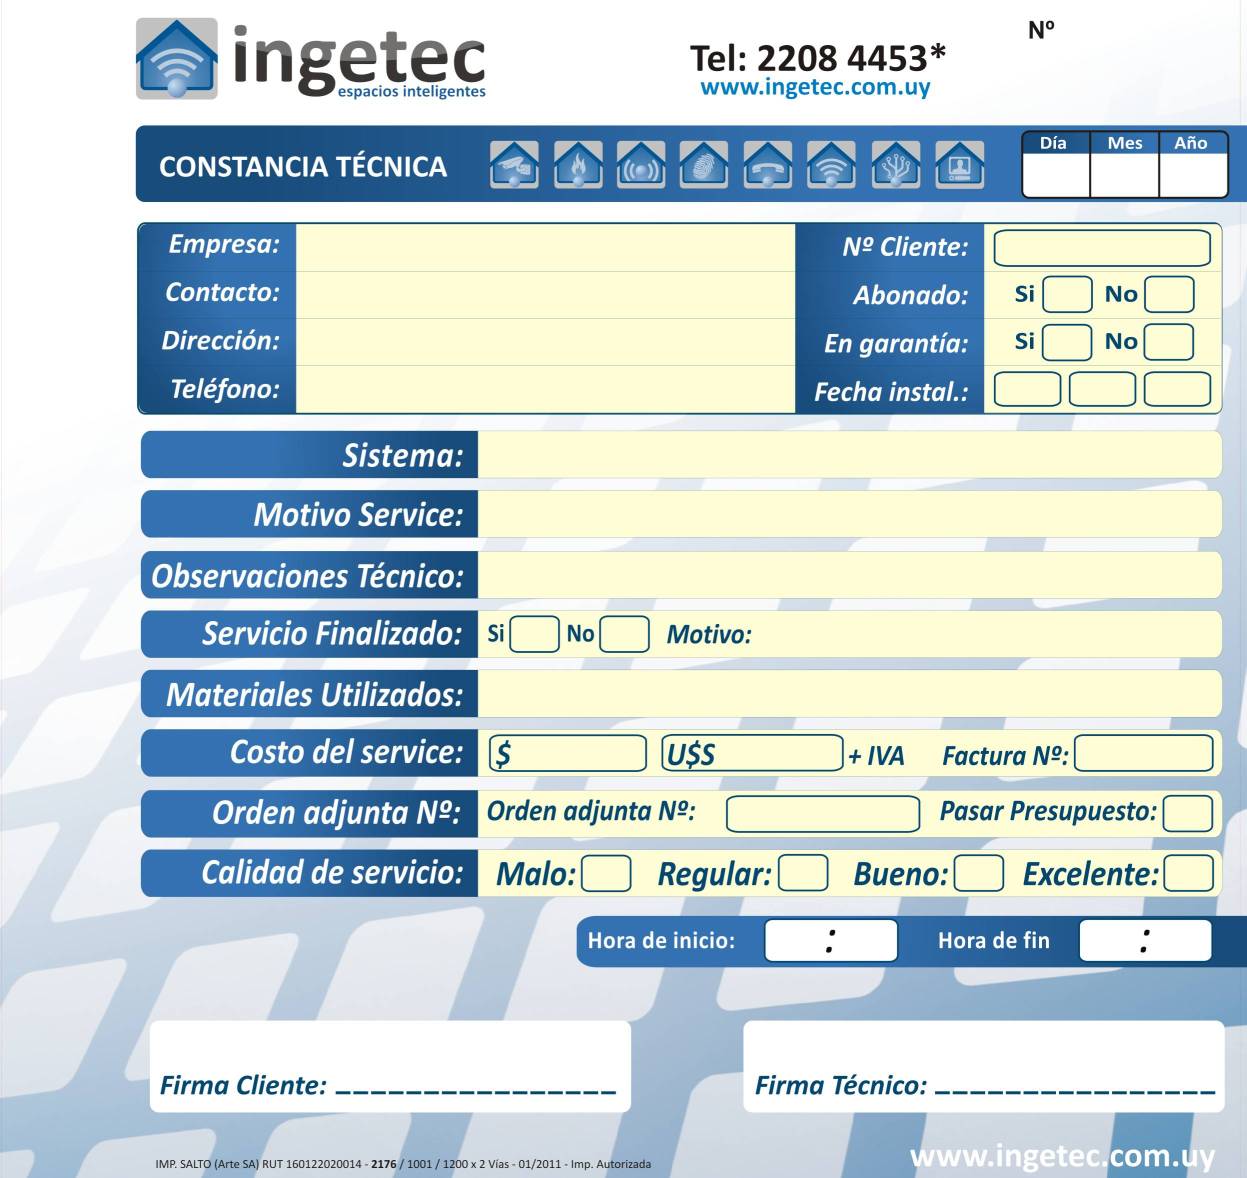 ingetec
espacios inteligentes
Tel: 2208 4453*
www.ingetec.com.uy
Nº
CONSTANCIA TÉCNICA
Día Mes Año
Empresa: Nº Cliente:
Contacto: Abonado: Si No
Dirección: En garantía: Si No
Teléfono: Fecha instal.:
Sistema:
Motivo Service:
Observaciones Técnico:
Servicio Finalizado: Si No Motivo:
Materiales Utilizados:
Costo del service: $ U$S + IVA Factura Nº:
Orden adjunta Nº: Orden adjunta Nº: Pasar Presupuesto:
Calidad de servicio: Malo: Regular: Bueno: Excelente:
Hora de inicio: : Hora de fin :
Firma Cliente: Firma Técnico:
IMP. SALTO (Arte SA) RUT 160122020014 - 2176 / 1001 / 1200 x 2 Vías - 01/2011 - Imp. Autorizada
www.ingetec.com.uy